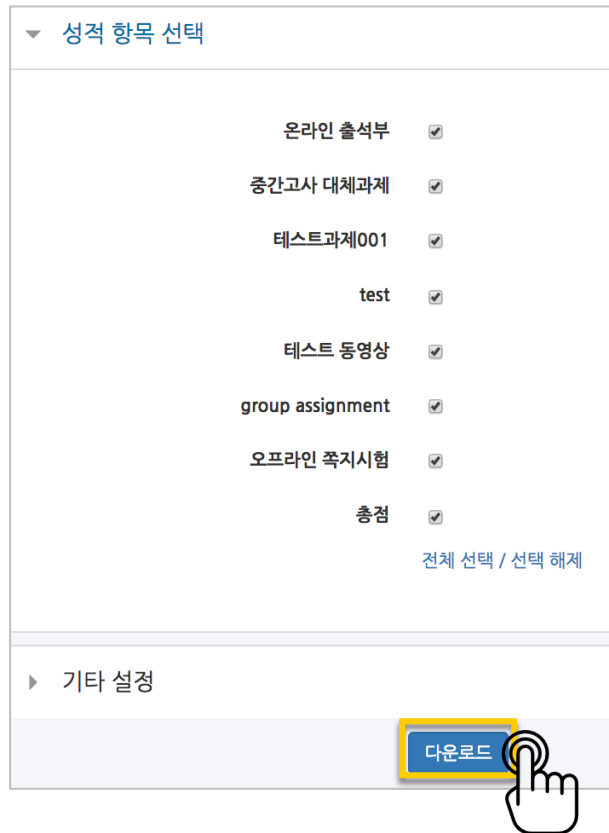 성적 항목 선택
온라인 출석부
중간고사 대체과제
테스트과제001
test
테스트 동영상
group assignment
오프라인 쪽지시험
총점
전체 선택 / 선택 해제
기타 설정
다운로드